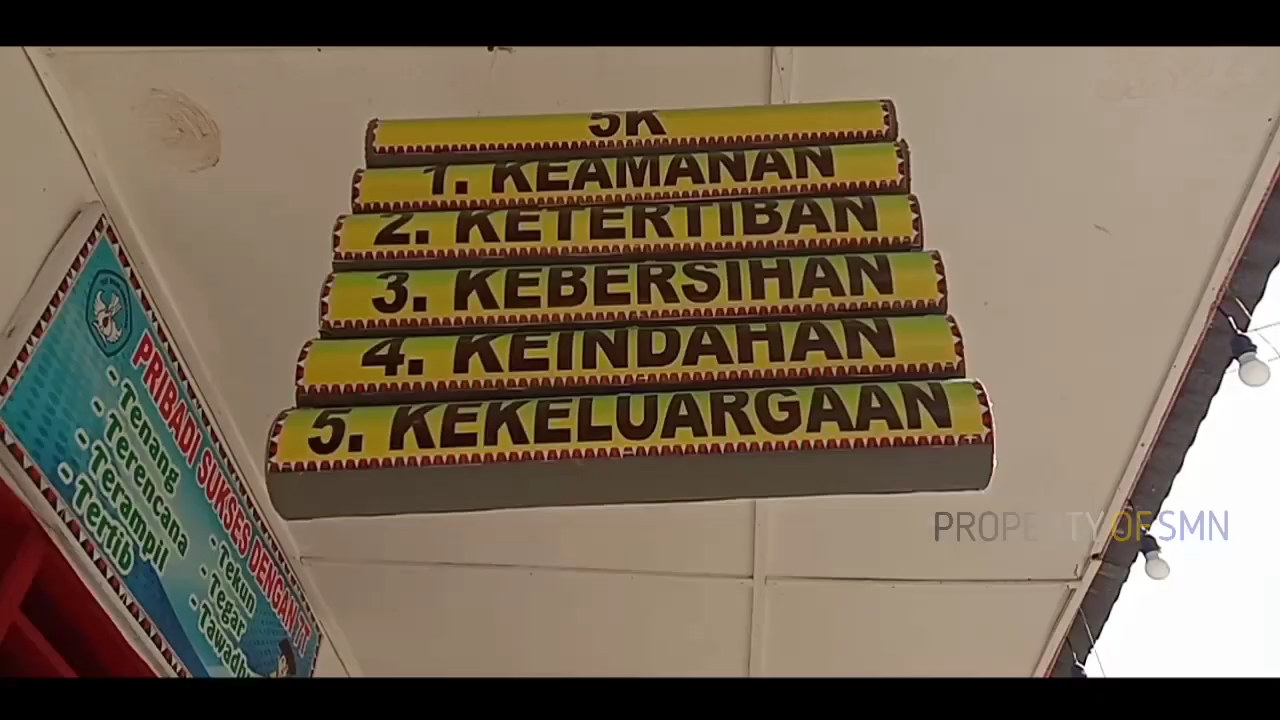 5K
1. KEAMANAN
2. KETERTIBAN
3. KEBERSIHAN
4. KEINDAHAN
5. KEKELUARGAAN
PRIBADI SUKSES DENGAN 7T
- Tenang
- Terencana
- Terampil
- Tertib
- Tekun
- Tegar
PROPERTY OF SMN